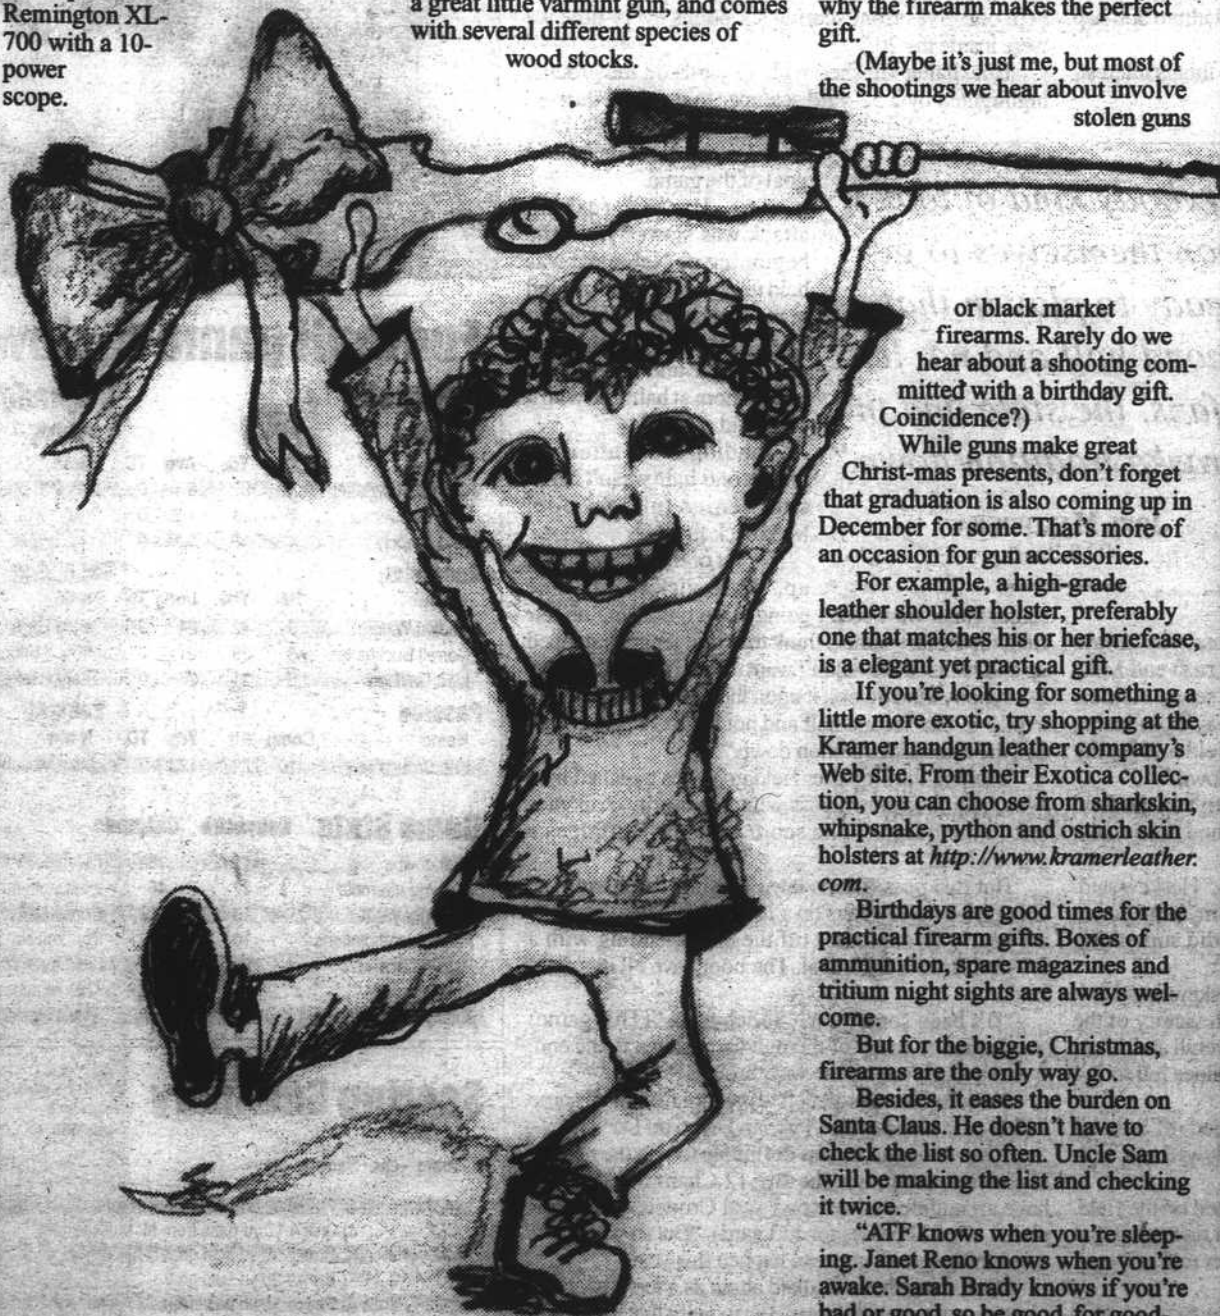 Remington XL-
700 with a 10-
power
scope.
a great little varmint gun, and comes
with several different species of
wood stocks.
why the firearm makes the perfect
gift.
(Maybe it's just me, but most of
the shootings we hear about involve
stolen guns
or black market
firearms. Rarely do we
hear about a shooting com-
mitted with a birthday gift.
Coincidence?)
While guns make great
Christ-mas presents, don't forget
that graduation is also coming up in
December for some. That's more of
an occasion for gun accessories.
For example, a high-grade
leather shoulder holster, preferably
one that matches his or her briefcase,
is a elegant yet practical gift.
If you're looking for something a
little more exotic, try shopping at the
Kramer handgun leather company's
Web site. From their Exotica collec-
tion, you can choose from sharkskin,
whipsnake, python and ostrich skin
holsters at http://www.kramerleather.
com.
Birthdays are good times for the
practical firearm gifts. Boxes of
ammunition, spare magazines and
tritium night sights are always wel-
come.
But for the biggie, Christmas,
firearms are the only way go.
Besides, it eases the burden on
Santa Claus. He doesn't have to
check the list so often. Uncle Sam
will be making the list and checking
it twice.
"ATF knows when you're sleep-
ing. Janet Reno knows when you're
awake. Sarah Brady knows if you're
bad or good, so be good, for